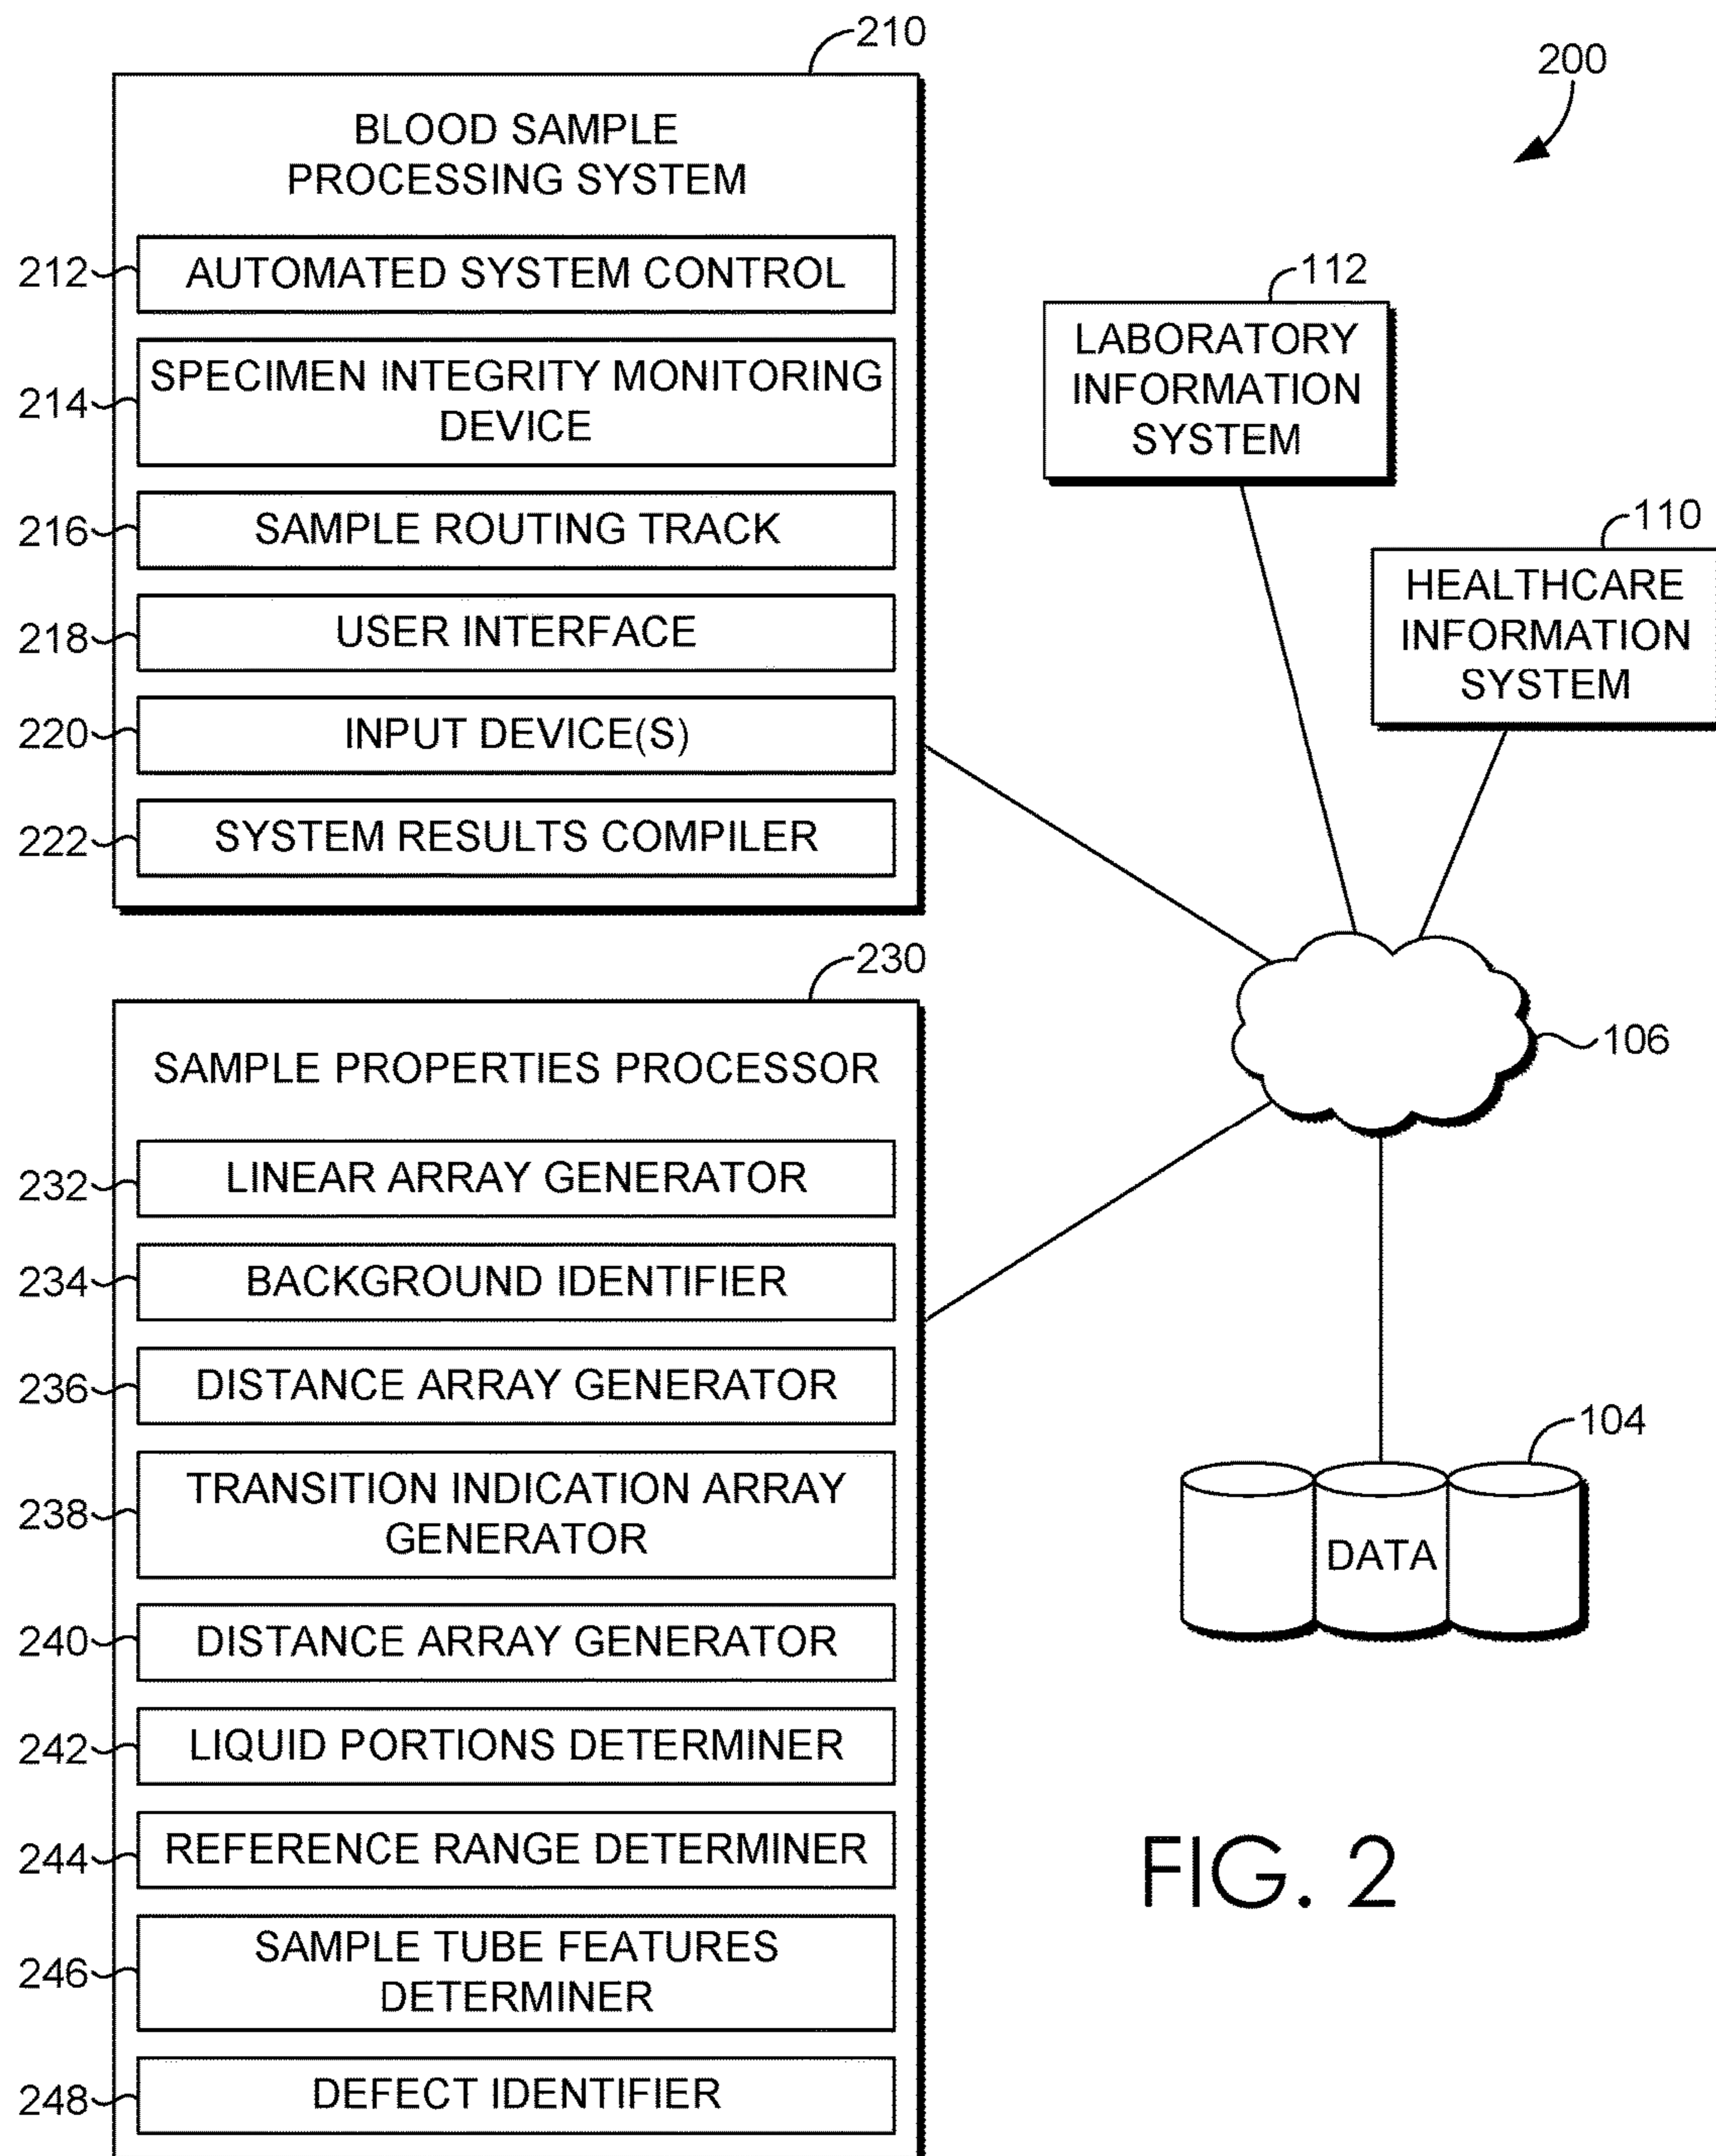 210
BLOOD SAMPLE
PROCESSING SYSTEM
212
AUTOMATED SYSTEM CONTROL
214
SPECIMEN INTEGRITY MONITORING
DEVICE
216
SAMPLE ROUTING TRACK
218
USER INTERFACE
220
INPUT DEVICE(S)
222
SYSTEM RESULTS COMPILER
200
112
LABORATORY
INFORMATION
SYSTEM
110
HEALTHCARE
INFORMATION
SYSTEM
106
230
SAMPLE PROPERTIES PROCESSOR
232
LINEAR ARRAY GENERATOR
234
BACKGROUND IDENTIFIER
236
DISTANCE ARRAY GENERATOR
238
TRANSITION INDICATION ARRAY
GENERATOR
240
DISTANCE ARRAY GENERATOR
242
LIQUID PORTIONS DETERMINER
244
REFERENCE RANGE DETERMINER
246
SAMPLE TUBE FEATURES
DETERMINER
248
DEFECT IDENTIFIER
104
DATA
FIG. 2